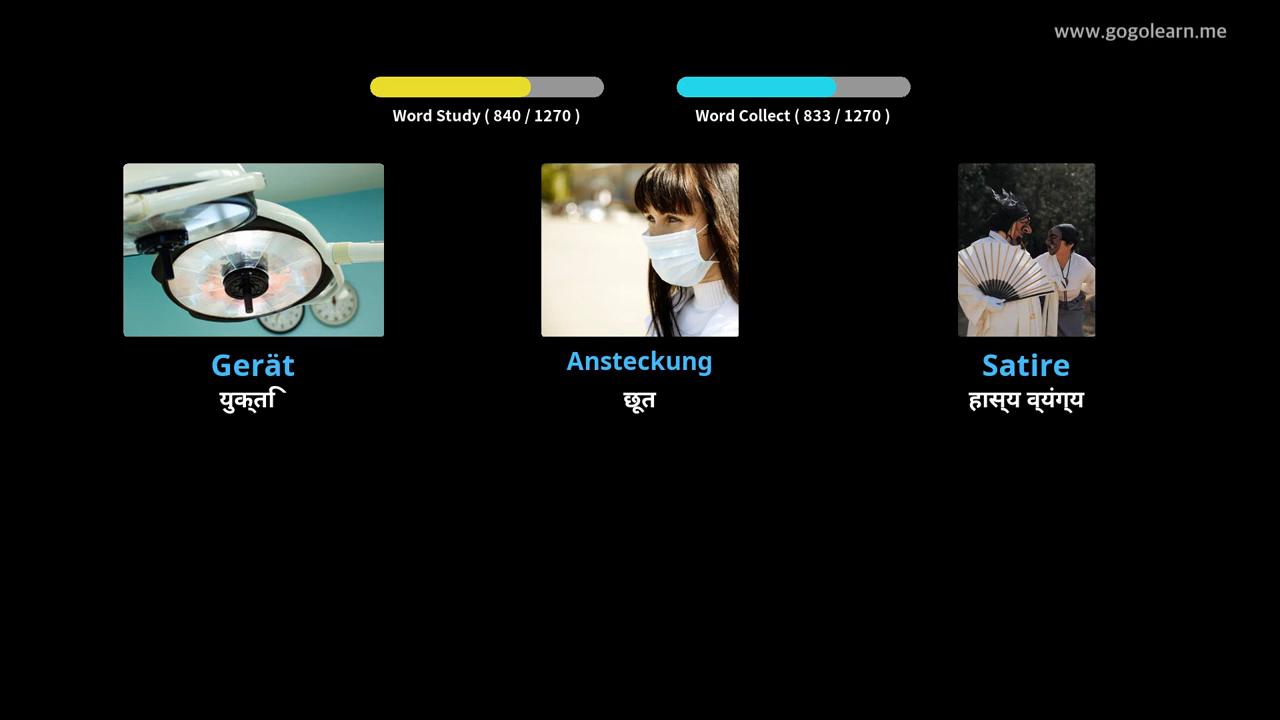 www.gogolearn.me
Word Study ( 840 / 1270 )
Word Collect ( 833 / 1270 )
Gerät
Ansteckung
Satire
युक्ति
छूत
हास्य व्यंग्य